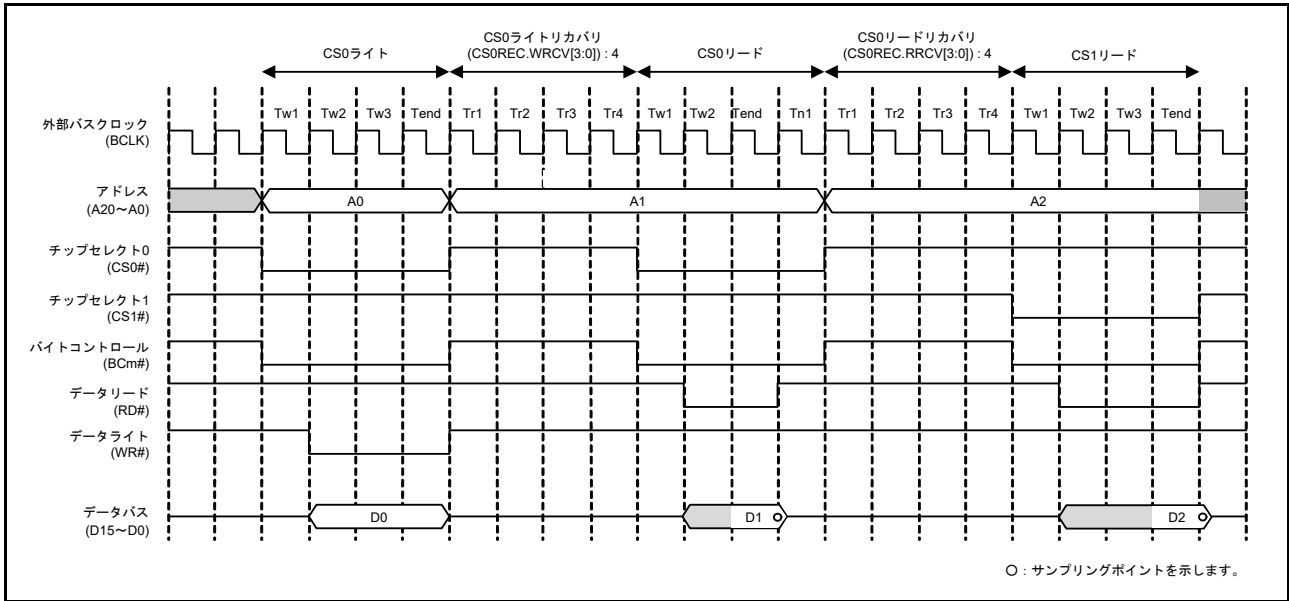 CS0ライト
CS0ライトリカバリ
(CS0REC.WRCV[3:0]) : 4
CS0リード
CS0リードリカバリ
(CS0REC.RRCV[3:0]) : 4
CS1リード
Tw1 Tw2 Tw3 Tend Tr1 Tr2 Tr3 Tr4 Tw1 Tw2 Tend Tn1 Tr1 Tr2 Tr3 Tr4 Tw1 Tw2 Tw3 Tend
外部バスクロック
(BCLK)
アドレス
(A20~A0)
A0 A1 A2
チップセレクト0
(CS0#)
チップセレクト1
(CS1#)
バイトコントロール
(BCm#)
データリード
(RD#)
データライト
(WR#)
データバス
(D15~D0)
D0 D1 D2
○：サンプリングポイントを示します。